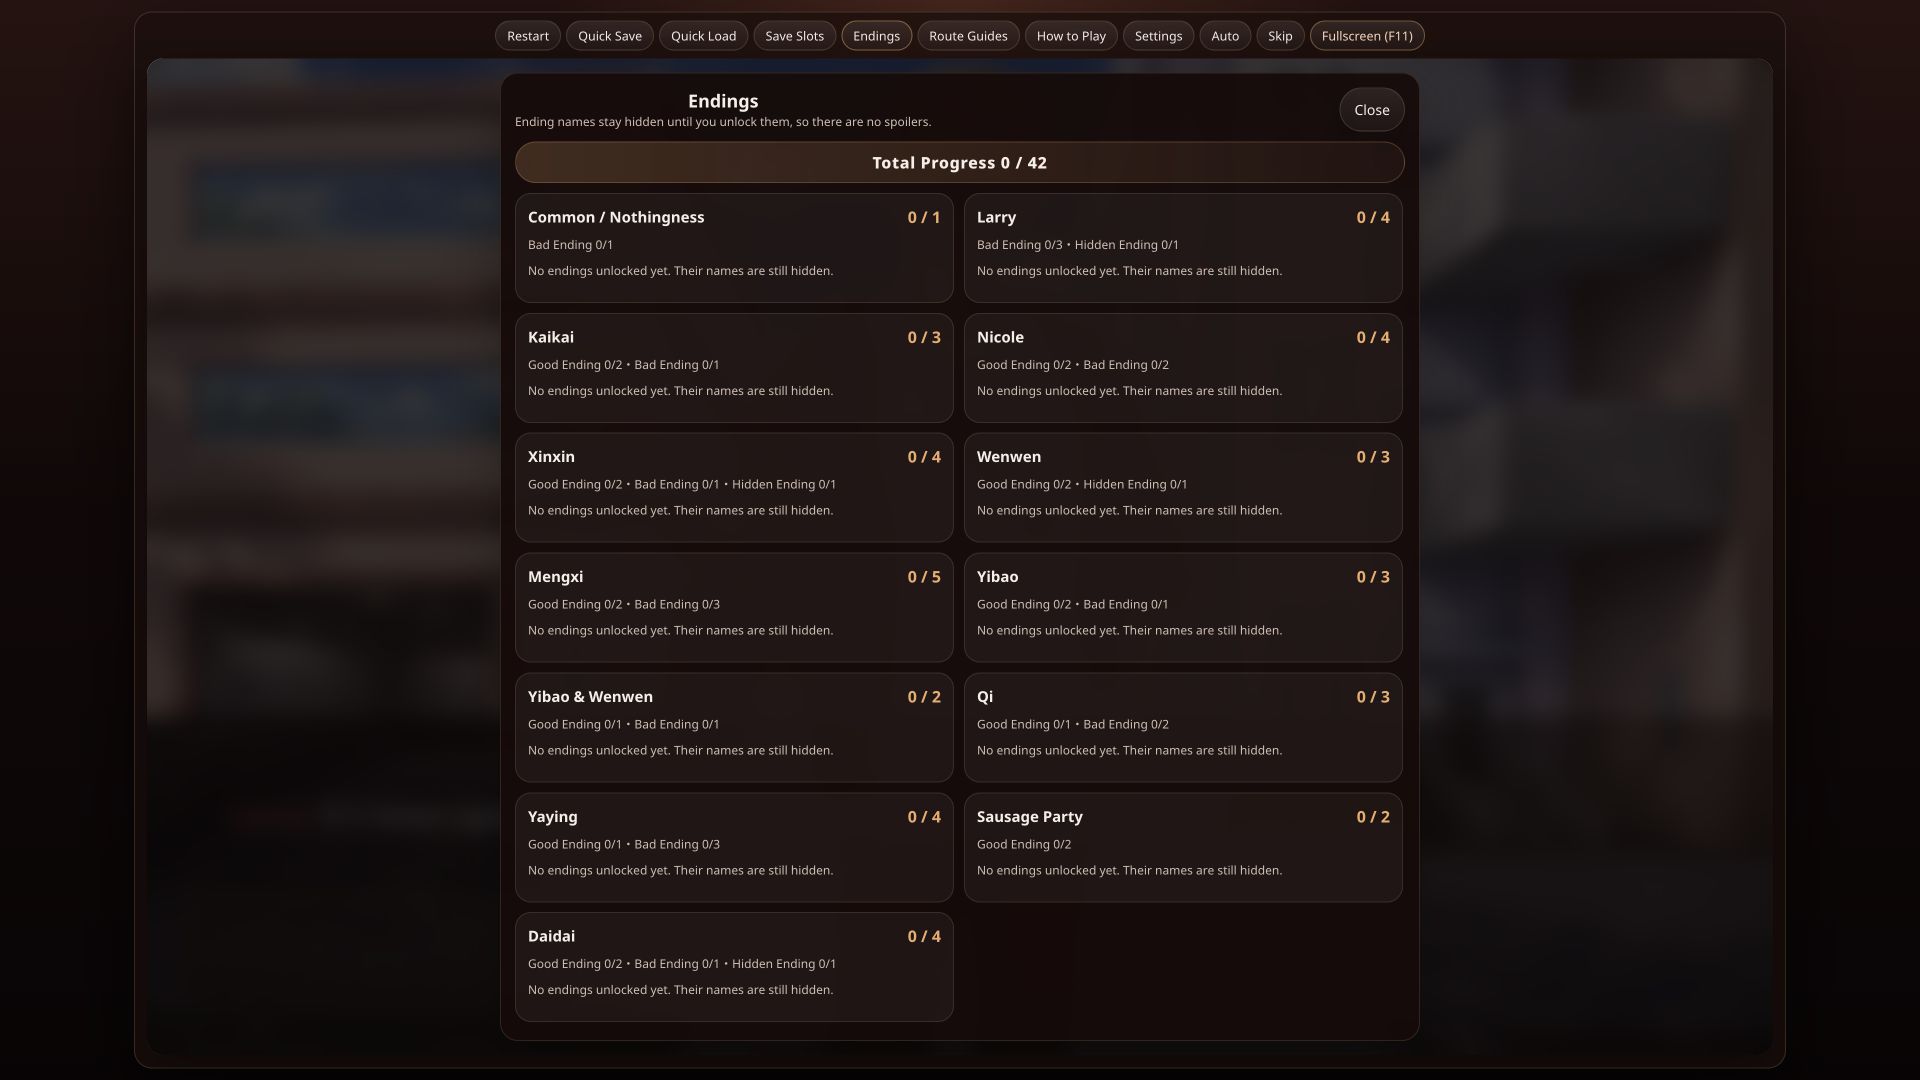 Restart
Quick Save
Quick Load
Save Slots
Endings
Route Guides
How to Play
Settings
Auto
Skip
Fullscreen (F11)
Endings
Ending names stay hidden until you unlock them, so there are no spoilers.
Close
Total Progress 0 / 42
Common / Nothingness 0 / 1
Bad Ending 0/1
No endings unlocked yet. Their names are still hidden.
Larry 0 / 4
Bad Ending 0/3 • Hidden Ending 0/1
No endings unlocked yet. Their names are still hidden.
Kaikai 0 / 3
Good Ending 0/2 • Bad Ending 0/1
No endings unlocked yet. Their names are still hidden.
Nicole 0 / 4
Good Ending 0/2 • Bad Ending 0/2
No endings unlocked yet. Their names are still hidden.
Xinxin 0 / 4
Good Ending 0/2 • Bad Ending 0/1 • Hidden Ending 0/1
No endings unlocked yet. Their names are still hidden.
Wenwen 0 / 3
Good Ending 0/2 • Hidden Ending 0/1
No endings unlocked yet. Their names are still hidden.
Mengxi 0 / 5
Good Ending 0/2 • Bad Ending 0/3
No endings unlocked yet. Their names are still hidden.
Yibao 0 / 3
Good Ending 0/2 • Bad Ending 0/1
No endings unlocked yet. Their names are still hidden.
Yibao & Wenwen 0 / 2
Good Ending 0/1 • Bad Ending 0/1
No endings unlocked yet. Their names are still hidden.
Qi 0 / 3
Good Ending 0/1 • Bad Ending 0/2
No endings unlocked yet. Their names are still hidden.
Yaying 0 / 4
Good Ending 0/1 • Bad Ending 0/3
No endings unlocked yet. Their names are still hidden.
Sausage Party 0 / 2
Good Ending 0/2
No endings unlocked yet. Their names are still hidden.
Daidai 0 / 4
Good Ending 0/2 • Bad Ending 0/1 • Hidden Ending 0/1
No endings unlocked yet. Their names are still hidden.